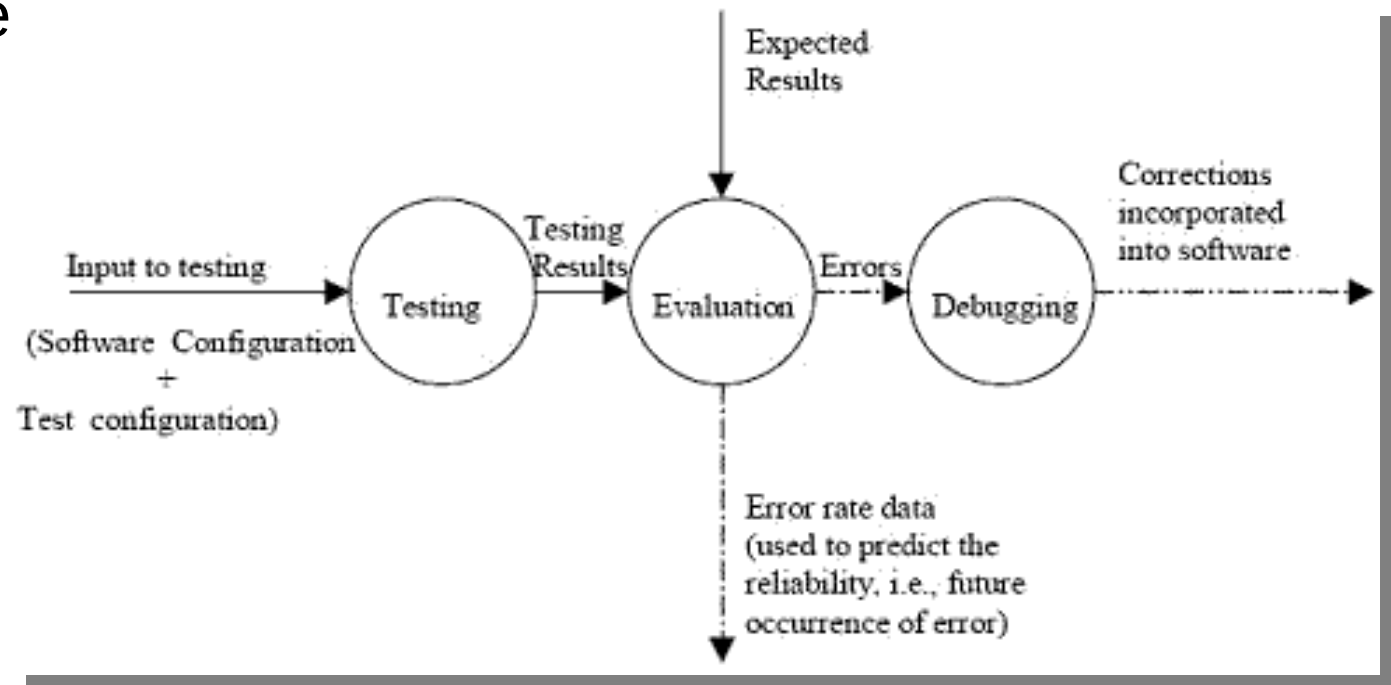 e
Expected
Results
Corrections
incorporated
into software
Testing
Results
Input to testing
Errors
Testing
Evaluation
Debugging
(Software Configuration
+
Test configuration)
Error rate data
(used to predict the
reliability, i.e., future
occurrence of error)